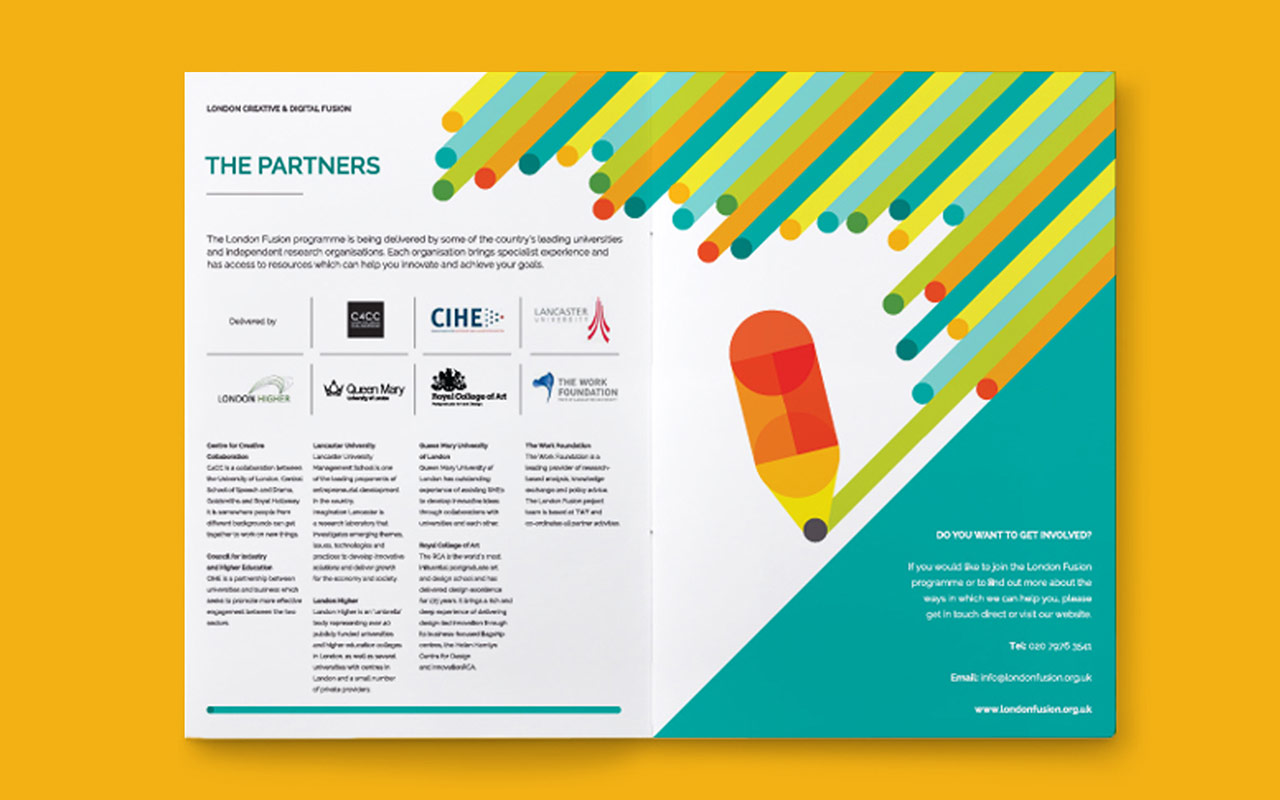 LONDON CREATIVE & DIGITAL FUSION
THE PARTNERS
The London Fusion programme is being delivered by some of the country's leading universities
and independent research organisations. Each organisation brings specialist experience and
has access to resources which can help you innovate and achieve your goals.
Delivered by
C4CC
CIHE
LANCASTER
UNIVERSITY
LONDON HIGHER
Queen Mary
University of London
Royal College of Art
Postgraduate Art and Design
THE WORK
FOUNDATION
Centre for Creative
Collaboration
C4CC is a collaboration between
the University of London, Central
School of Speech and Drama,
Goldsmiths and Royal Holloway.
It is somewhere people from
different backgrounds can get
together to work on new things.
Council for Industry
and Higher Education
CIHE is a partnership between
universities and business which
seeks to promote more effective
engagement between the two
sectors.
Lancaster University
Lancaster University
Management School is one
of the leading proponents of
entrepreneurial development
in the country.
Imagination Lancaster is
a research laboratory that
investigates emerging themes,
issues, technologies and
practices to develop innovative
solutions and deliver growth
for the economy and society.
London Higher
London Higher is an 'umbrella'
body representing over 40
publicly funded universities
and higher education colleges
in London, as well as several
universities with centres in
London and a small number
of private providers.
Queen Mary University
of London
Queen Mary University of
London has outstanding
experience of assisting SMEs
to develop innovative ideas
through collaborations with
universities and each other.
Royal College of Art
The RCA is the world's most
influential postgraduate art
and design school and has
delivered design excellence
for 175 years. It brings a rich and
deep experience of delivering
design-led innovation through
its business-focused flagship
centres, the Helen Hamlyn
Centre for Design
and InnovationRCA.
The Work Foundation
The Work Foundation is a
leading provider of research-
based analysis, knowledge
exchange and policy advice.
The London Fusion project
team is based at TWF and
co-ordinates all partner activities.
DO YOU WANT TO GET INVOLVED?
If you would like to join the London Fusion
programme or to find out more about the
ways in which we can help you, please
get in touch direct or visit our website.
Tel: 020 7976 3541
Email: info@londonfusion.org.uk
www.londonfusion.org.uk